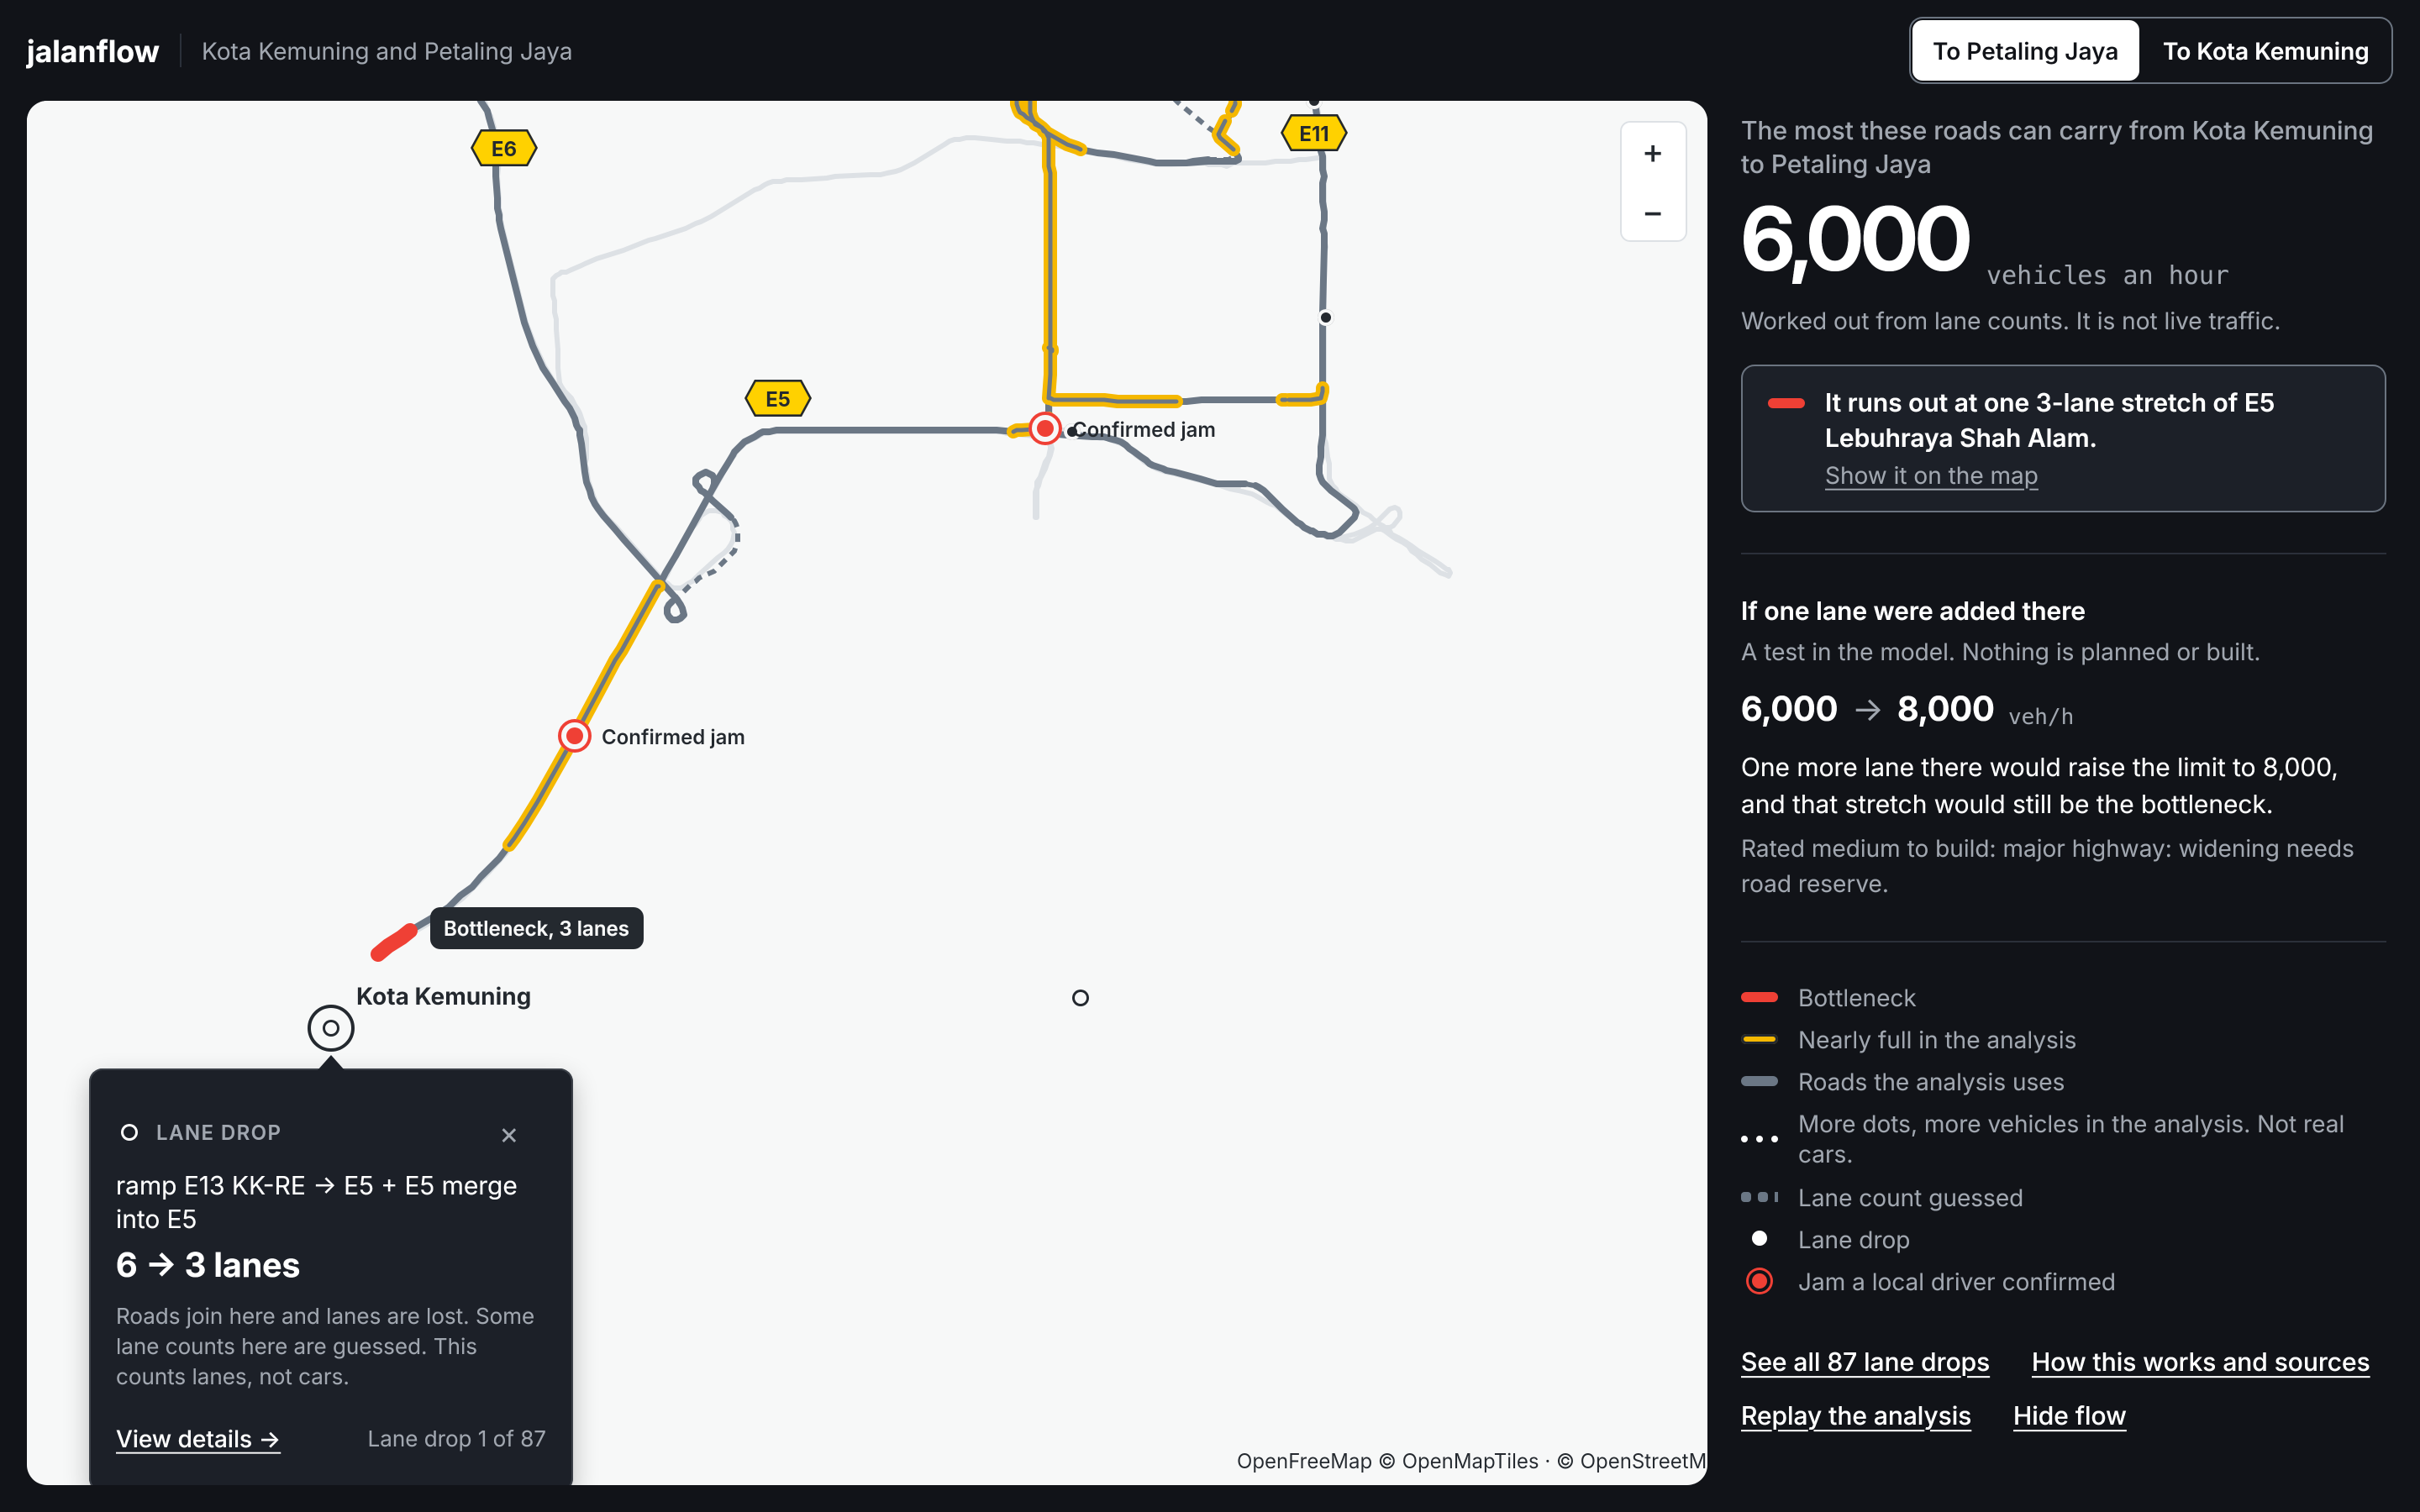 jalanflow
Kota Kemuning and Petaling Jaya
To Petaling Jaya
To Kota Kemuning
E6
E11
E5
+
−
Confirmed jam
Confirmed jam
Bottleneck, 3 lanes
Kota Kemuning
LANE DROP
×
ramp E13 KK-RE → E5 + E5 merge
into E5
6 → 3 lanes
Roads join here and lanes are lost. Some
lane counts here are guessed. This
counts lanes, not cars.
View details →
Lane drop 1 of 87
OpenFreeMap © OpenMapTiles · © OpenStreetM
The most these roads can carry from Kota Kemuning
to Petaling Jaya
6,000 vehicles an hour
Worked out from lane counts. It is not live traffic.
It runs out at one 3-lane stretch of E5
Lebuhraya Shah Alam.
Show it on the map
If one lane were added there
A test in the model. Nothing is planned or built.
6,000 → 8,000 veh/h
One more lane there would raise the limit to 8,000,
and that stretch would still be the bottleneck.
Rated medium to build: major highway: widening needs
road reserve.
Bottleneck
Nearly full in the analysis
Roads the analysis uses
More dots, more vehicles in the analysis. Not real
cars.
Lane count guessed
Lane drop
Jam a local driver confirmed
See all 87 lane drops
How this works and sources
Replay the analysis
Hide flow